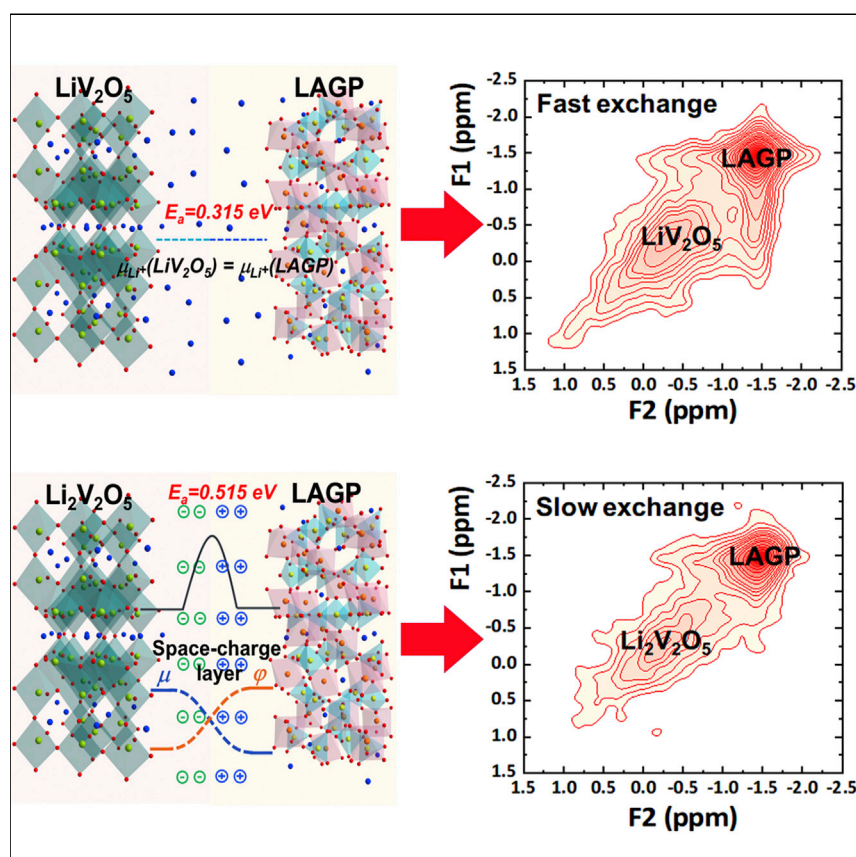 LiV₂O₅
LAGP
Eₐ=0.315 eV
μLi⁺(LiV₂O₅) = μLi⁺(LAGP)
Fast exchange
LAGP
LiV₂O₅
F1 (ppm)
-2.5
-2.0
-1.5
-1.0
-0.5
0.0
0.5
1.0
1.5
1.5 1.0 0.5 0.0 -0.5 -1.0 -1.5 -2.0 -2.5
F2 (ppm)
Li₂V₂O₅
Eₐ=0.515 eV
LAGP
⊖⊖ ⊕⊕
⊖⊖ ⊕⊕
⊖⊖ ⊕⊕
⊖⊖ ⊕⊕
Space-charge
layer
μ
φ
⊖⊖ ⊕⊕
⊖⊖ ⊕⊕
Slow exchange
LAGP
Li₂V₂O₅
F1 (ppm)
-2.5
-2.0
-1.5
-1.0
-0.5
0.0
0.5
1.0
1.5
1.5 1.0 0.5 0.0 -0.5 -1.0 -1.5 -2.0 -2.5
F2 (ppm)